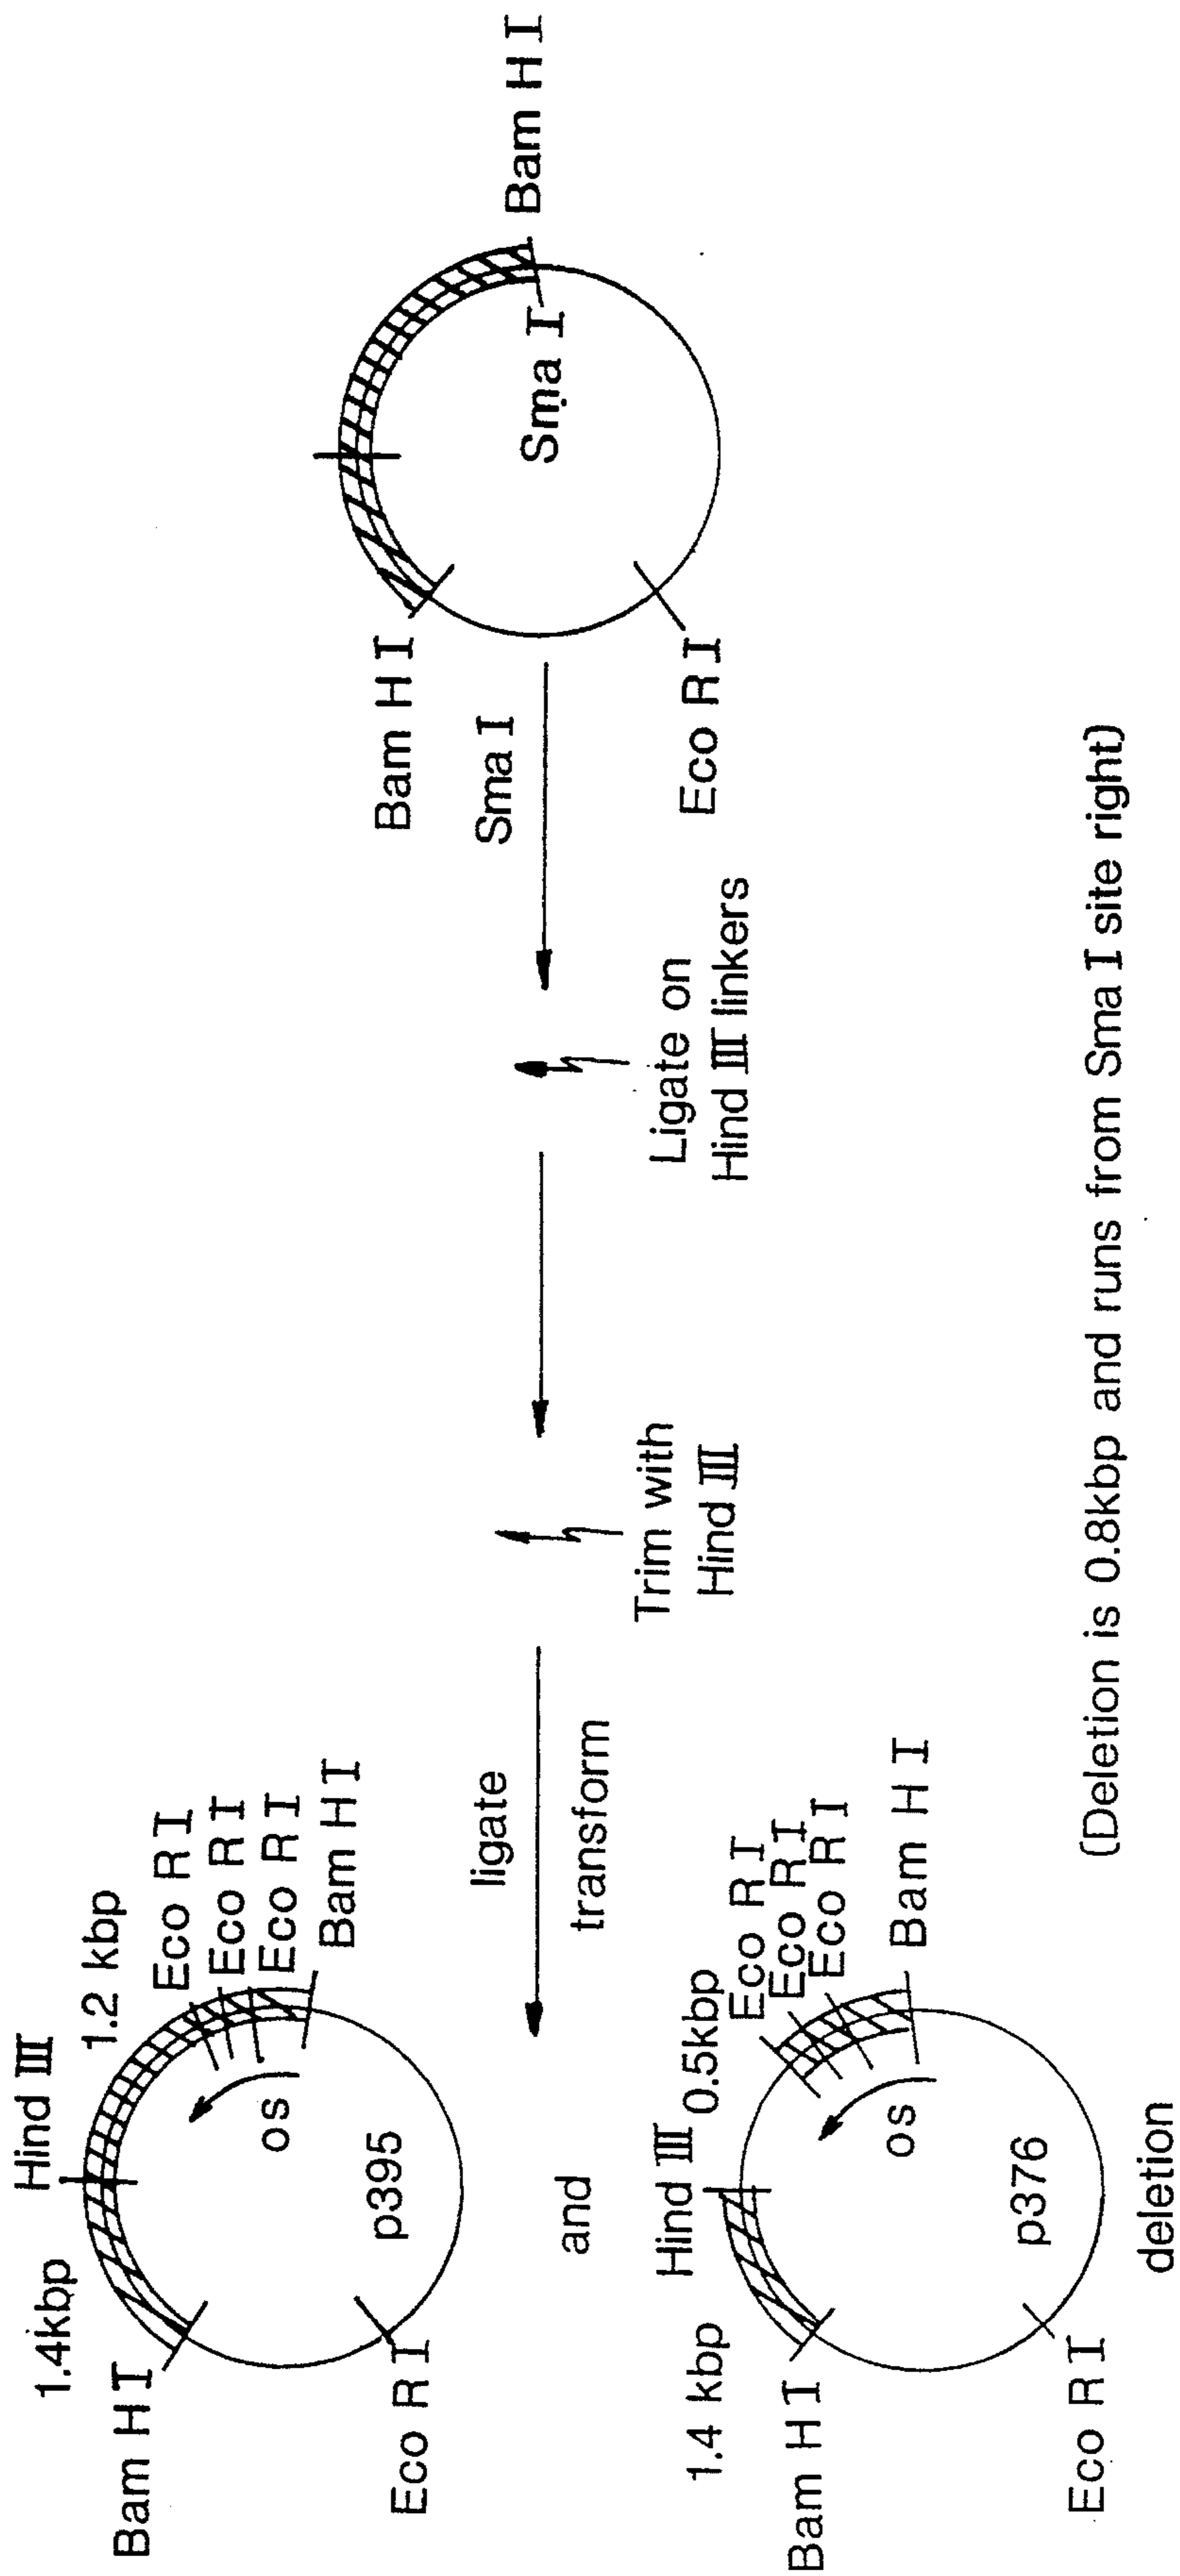 Bam H I
Sma I
Bam H I
Eco R I
Sma I
Ligate on
Hind III linkers
Trim with
Hind III
ligate
transform
1.4kbp
Hind III
1.2 kbp
Eco R I
Eco R I
Eco R I
Bam H I
Bam H I
os
p395
Eco R I
and
1.4 kbp
Hind III
0.5kbp
Eco R I
Eco R I
Eco R I
Bam H I
Bam H I
os
p376
Eco R I
deletion
(Deletion is 0.8kbp and runs from Sma I site right)